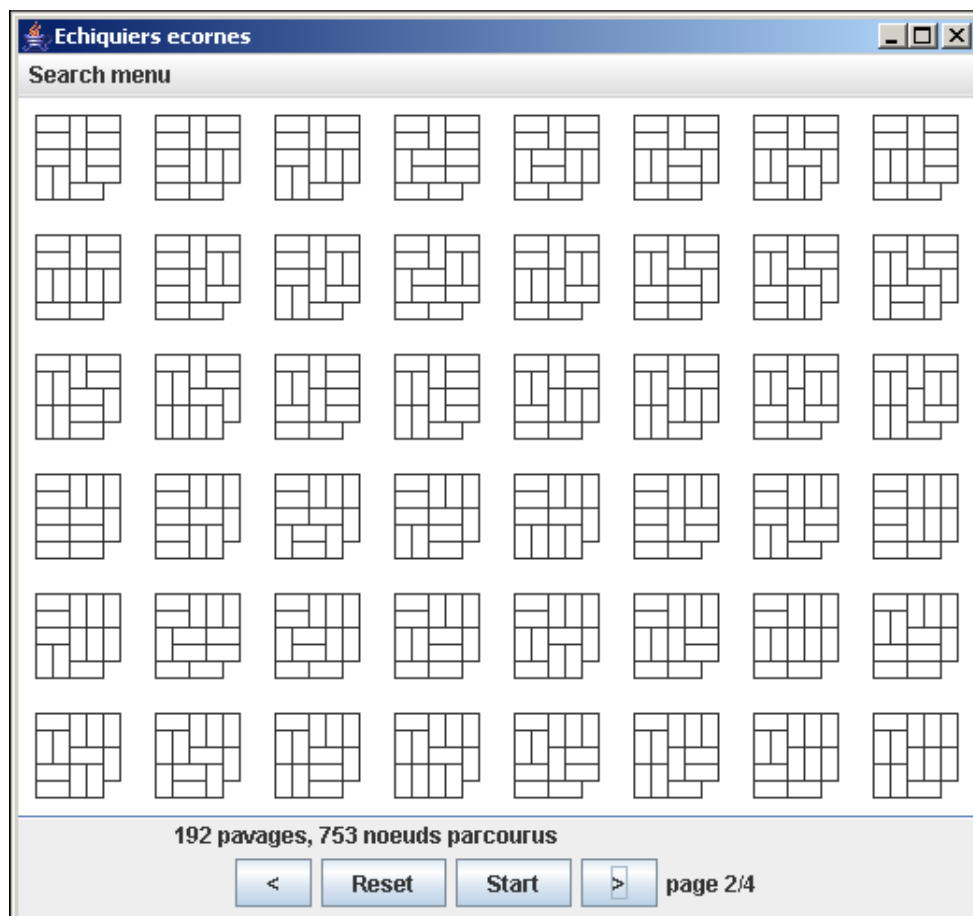 Echiquiers ecornes
Search menu
192 pavages, 753 noeuds parcourus
< Reset Start > page 2/4